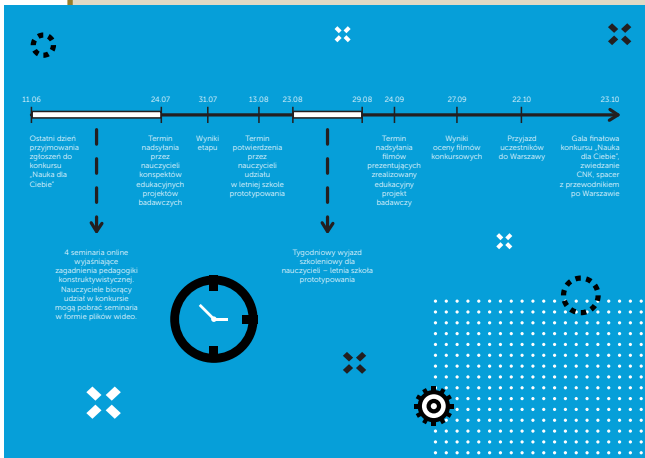 11.06
24.07
31.07
13.08
23.08
29.08
24.09
27.09
22.10
23.10
Ostatni dzień
przyjmowania
zgłoszeń do
konkursu
„Nauka dla
Ciebie"
Termin
nadsyłania
przez
nauczycieli
konspektów
edukacyjnych
projektów
badawczych
Wyniki
etapu
Termin
potwierdzenia
przez
nauczycieli
udziału
w letniej szkole
prototypowania
Termin
nadsyłania
filmów
prezentujących
zrealizowany
edukacyjny
projekt
badawczy
Wyniki
oceny filmów
konkursowych
Przyjazd
uczestników
do Warszawy
Gala finałowa
konkursu „Nauka
dla Ciebie",
zwiedzanie
CNK, spacer
z przewodnikiem
po Warszawie
4 seminaria online
wyjaśniające
zagadnienia pedagogiki
konstruktywistycznej.
Nauczyciele biorący
udział w konkursie
mogą pobrać seminaria
w formie plików wideo.
Tygodniowy wyjazd
szkoleniowy dla
nauczycieli – letnia szkoła
prototypowania